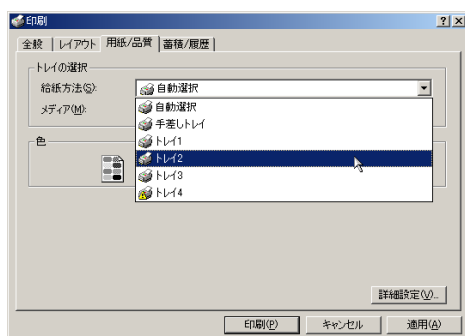 印刷
全般 レイアウト 用紙/品質 蓄積/履歴
トレイの選択
給紙方法(S): 自動選択
メディア(M):
自動選択
手差しトレイ
トレイ1
トレイ2
トレイ3
トレイ4
色
詳細設定(V)...
印刷(P) キャンセル 適用(A)